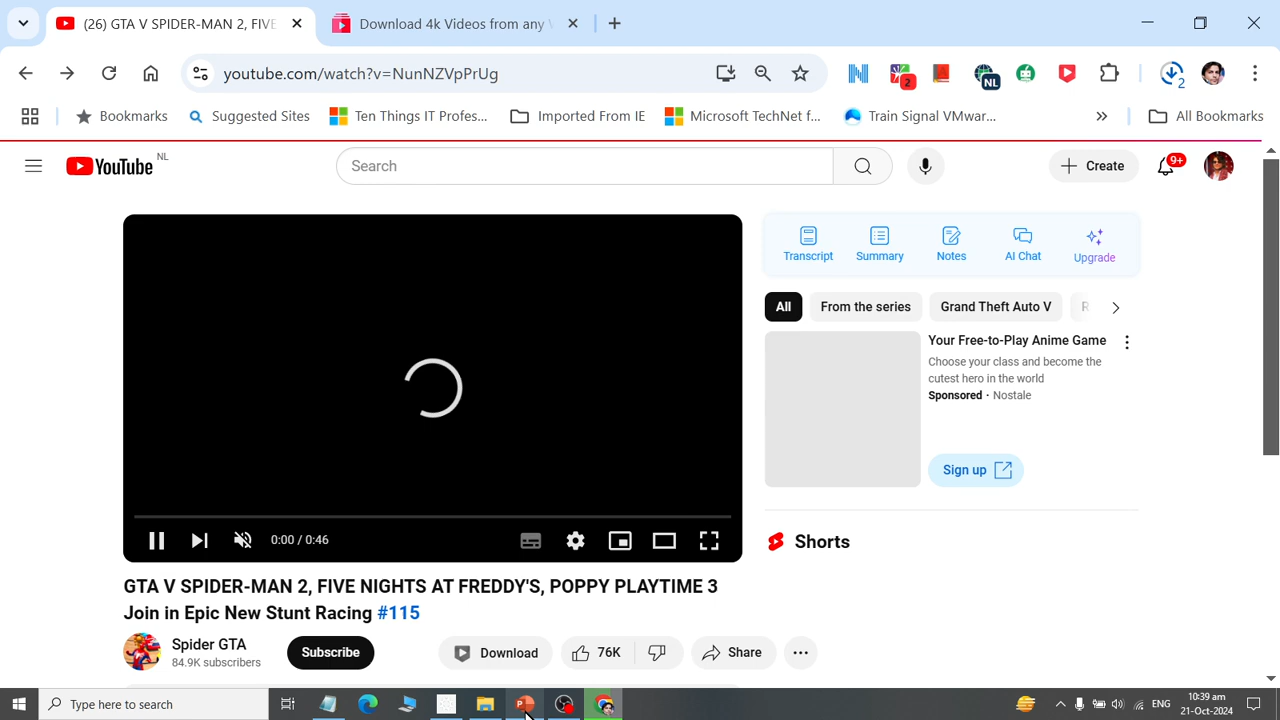 (26) GTA V SPIDER-MAN 2, FIVE
Download 4k Videos from any
youtube.com/watch?v=NunNZVpPrUg
2
NL
2
Bookmarks
Suggested Sites
Ten Things IT Profes...
Imported From IE
Microsoft TechNet f...
Train Signal VMwar...
»
All Bookmarks
YouTube NL
Search
Create
9+
Transcript
Summary
Notes
AI Chat
Upgrade
All
From the series
Grand Theft Auto V
R
Your Free-to-Play Anime Game
Choose your class and become the
cutest hero in the world
Sponsored · Nostale
Sign up
0:00 / 0:46
Shorts
GTA V SPIDER-MAN 2, FIVE NIGHTS AT FREDDY'S, POPPY PLAYTIME 3
Join in Epic New Stunt Racing #115
Spider GTA
84.9K subscribers
Subscribe
Download
76K
Share
Type here to search
ENG
10:39 am
21-Oct-2024